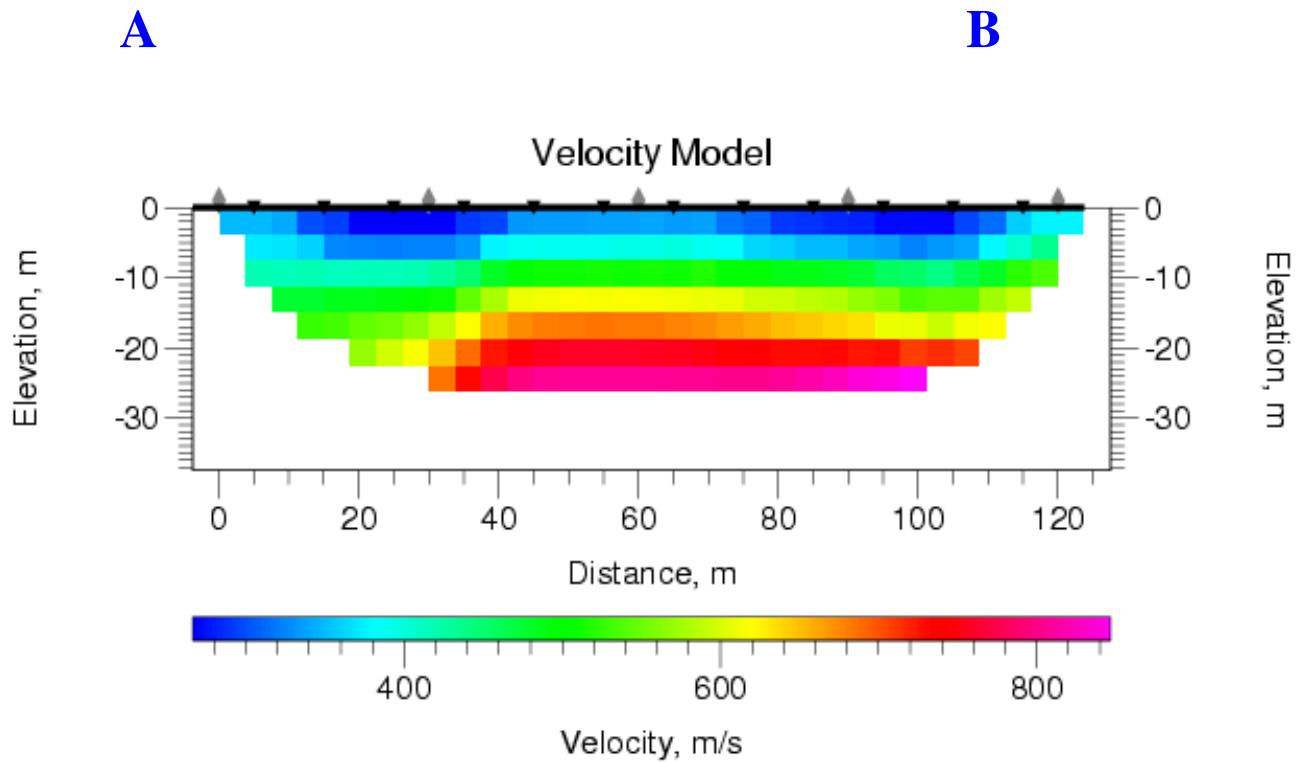 A B
Velocity Model
0 0
-10 -10
-20 -20
-30 -30
Elevation, m
Elevation, m
0 20 40 60 80 100 120
Distance, m
400 600 800
Velocity, m/s